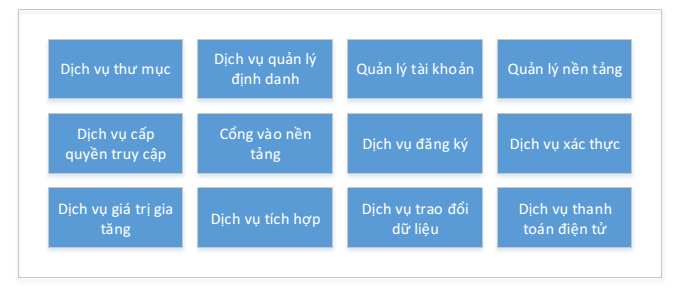 Dịch vụ thư mục
Dịch vụ quản lý
định danh
Quản lý tài khoản
Quản lý nền tảng
Dịch vụ cấp
quyền truy cập
Cổng vào nền
tảng
Dịch vụ đăng ký
Dịch vụ xác thực
Dịch vụ giá trị gia
tăng
Dịch vụ tích hợp
Dịch vụ trao đổi
dữ liệu
Dịch vụ thanh
toán điện tử